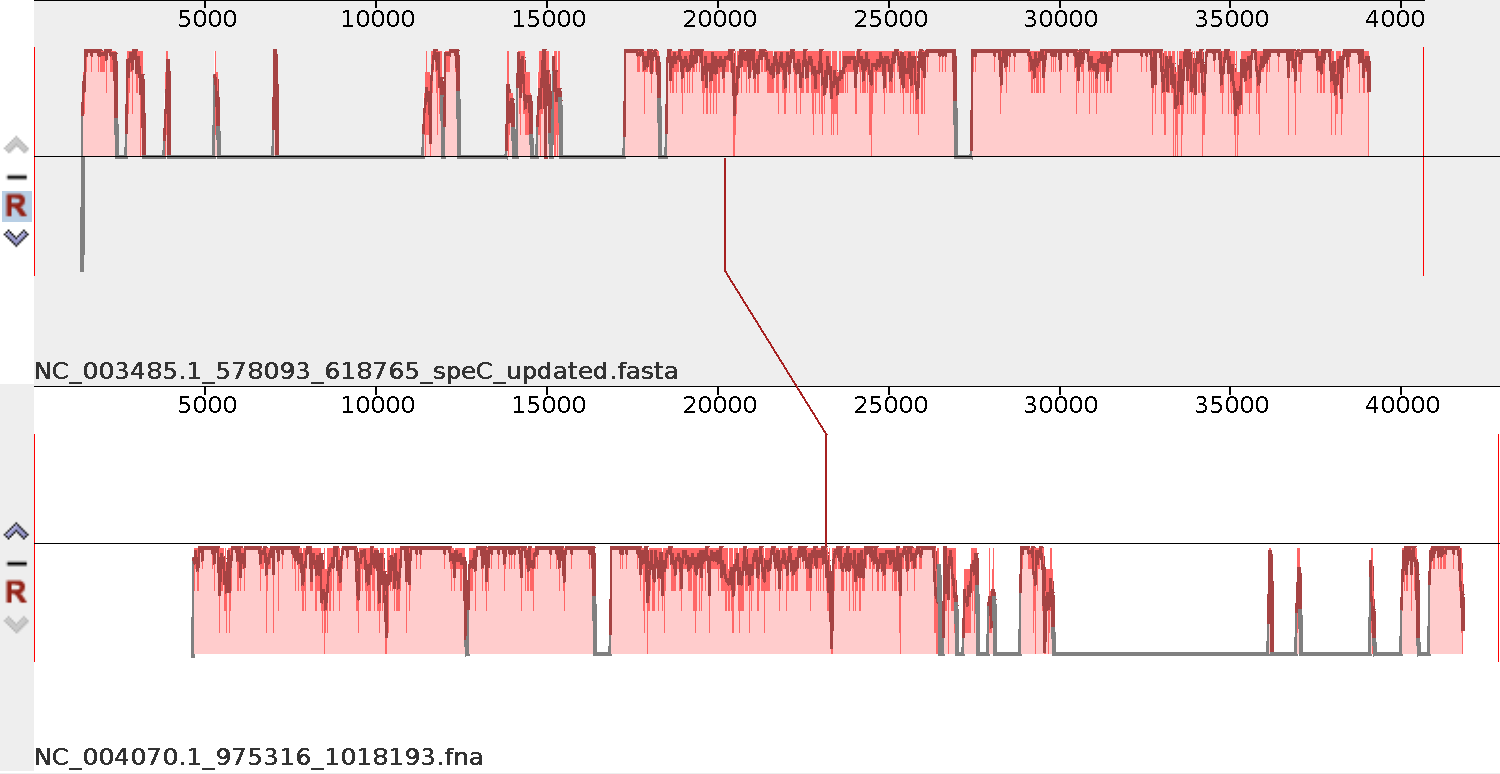 5000 10000 15000 20000 25000 30000 35000 4000
R
NC_003485.1_578093_618765_speC_updated.fasta
5000 10000 15000 20000 25000 30000 35000 40000
R
NC_004070.1_975316_1018193.fna